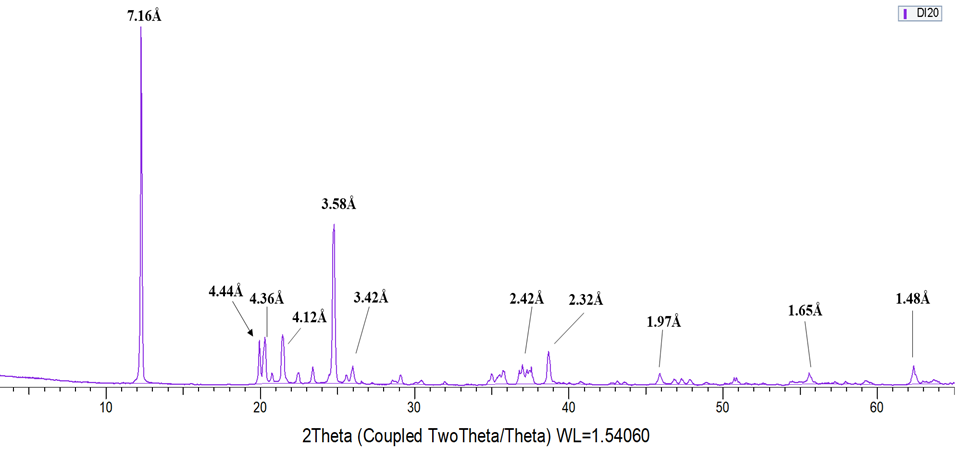 7.16Å
DI20
3.58Å
4.44Å
4.36Å
4.12Å
3.42Å
2.42Å
2.32Å
1.97Å
1.65Å
1.48Å
10 20 30 40 50 60
2Theta (Coupled TwoTheta/Theta) WL=1.54060